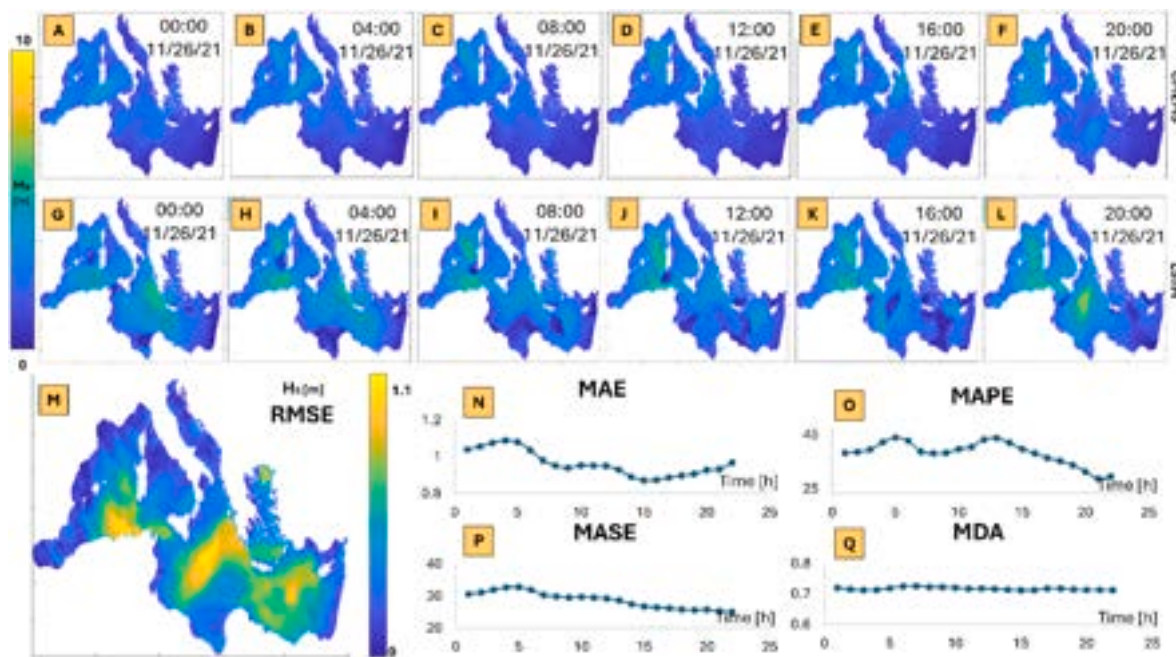 A 00:00 11/26/21
B 04:00 11/26/21
C 08:00 11/26/21
D 12:00 11/26/21
E 16:00 11/26/21
F 20:00 11/26/21
10
Hs
[m]
0
G 00:00 11/26/21
H 04:00 11/26/21
I 08:00 11/26/21
J 12:00 11/26/21
K 16:00 11/26/21
L 20:00 11/26/21
M
Hs[m]
RMSE
1.1
0
N MAE
1.2
1
0.8
Time [h]
0 5 10 15 20 25
O MAPE
45
25
Time [h]
0 5 10 15 20 25
P MASE
40
30
20
Time [h]
0 5 10 15 20 25
Q MDA
0.8
0.7
0.6
Time [h]
0 5 10 15 20 25